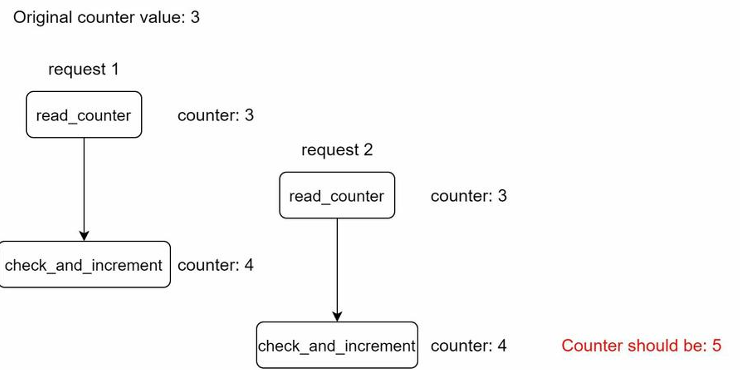 Original counter value: 3
request 1
read_counter
counter: 3
request 2
read_counter
counter: 3
check_and_increment
counter: 4
check_and_increment
counter: 4
Counter should be: 5